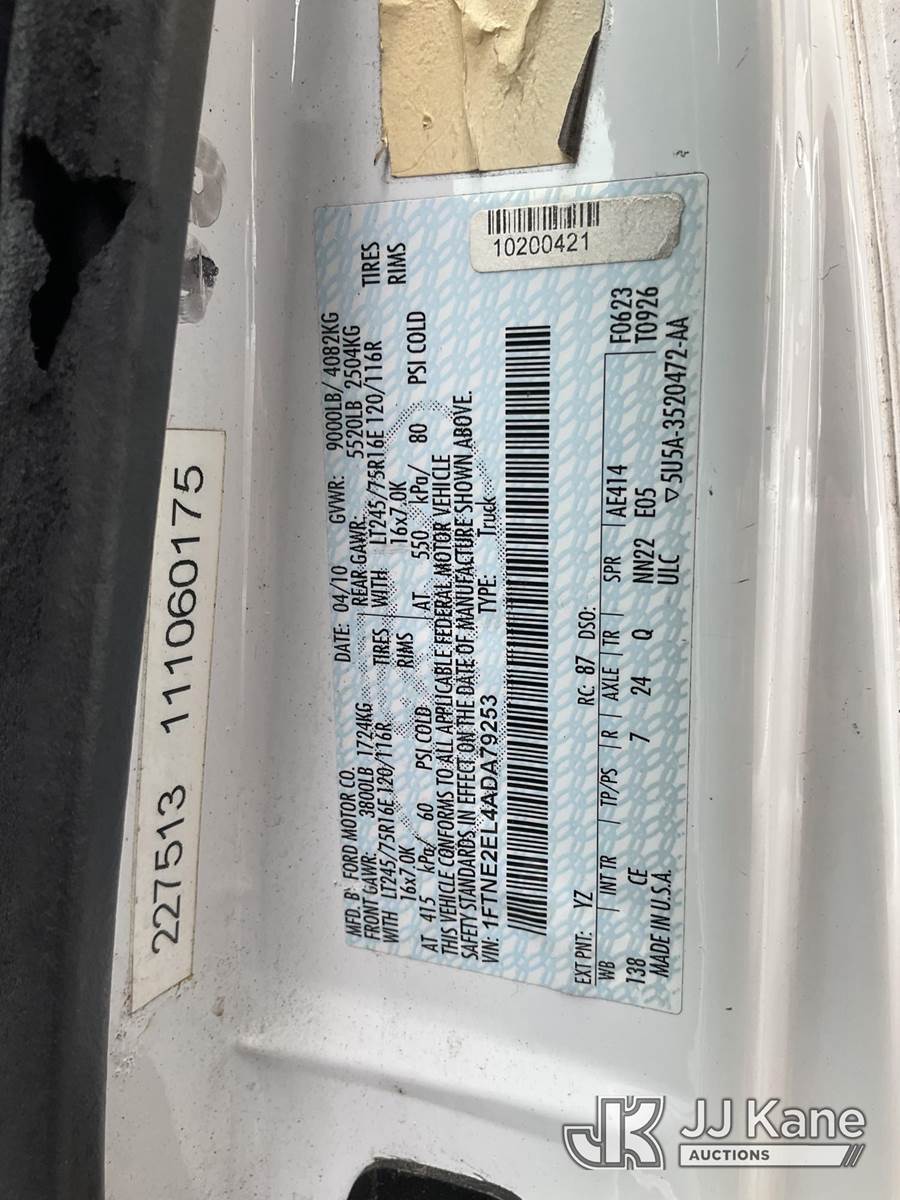 227513 111060175
MFD. BY FORD MOTOR CO.
DATE: 04/10 GVWR: 9000LB/ 4082KG
FRONT GAWR: 3800LB 1724KG
REAR GAWR: 5520LB 2504KG
WITH LT245/75R16E 120/116R TIRES
WITH LT245/75R16E 120/116R TIRES
16x7.0K RIMS
16x7.0K RIMS
AT 415 kPa/ 60 PSI COLD
AT 550 kPa/ 80 PSI COLD
THIS VEHICLE CONFORMS TO ALL APPLICABLE FEDERAL MOTOR VEHICLE
SAFETY STANDARDS IN EFFECT ON THE DATE OF MANUFACTURE SHOWN ABOVE.
VIN: 1FTNE2EL4ADA79253 TYPE: Truck
10200421
EXT PNT: YZ RC: 87 DSO:
WB INT TR TP/PS R AXLE TR SPR AE414 F0623
138 CE 7 24 Q NN22 E05 T0926
MADE IN U.S.A. ULC ▽5U5A-3520472-AA
JK JJ Kane
AUCTIONS